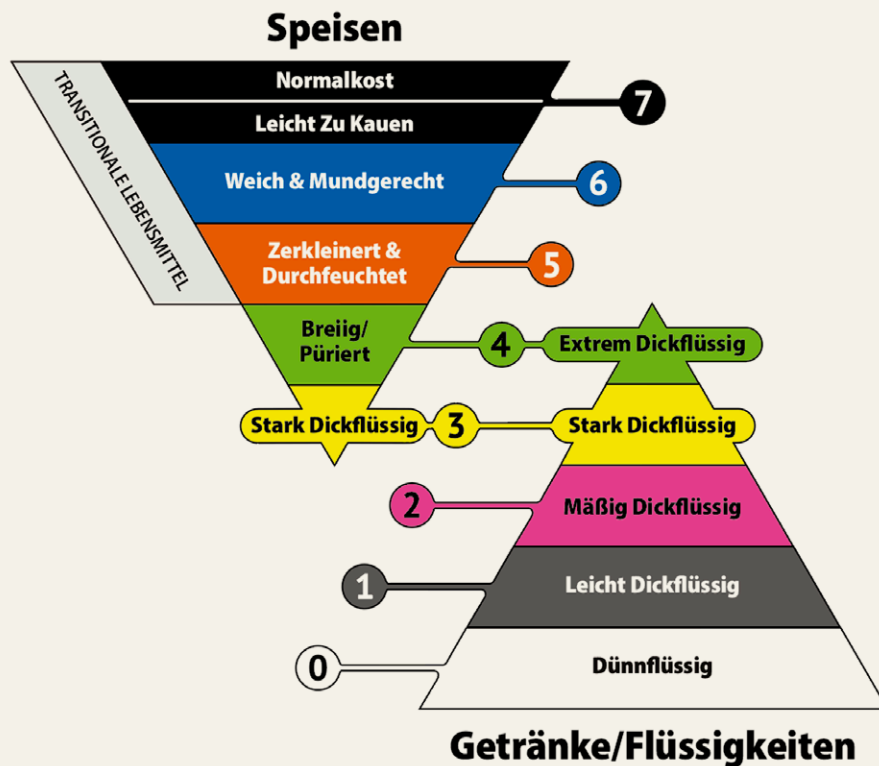 Speisen
TRANSITIONALE LEBENSMITTEL
Normalkost
7
Leicht Zu Kauen
Weich & Mundgerecht
6
Zerkleinert &
Durchfeuchtet
5
Breiig/
Püriert
4
Extrem Dickflüssig
Stark Dickflüssig
3
Stark Dickflüssig
2
Mäßig Dickflüssig
1
Leicht Dickflüssig
0
Dünnflüssig
Getränke/Flüssigkeiten